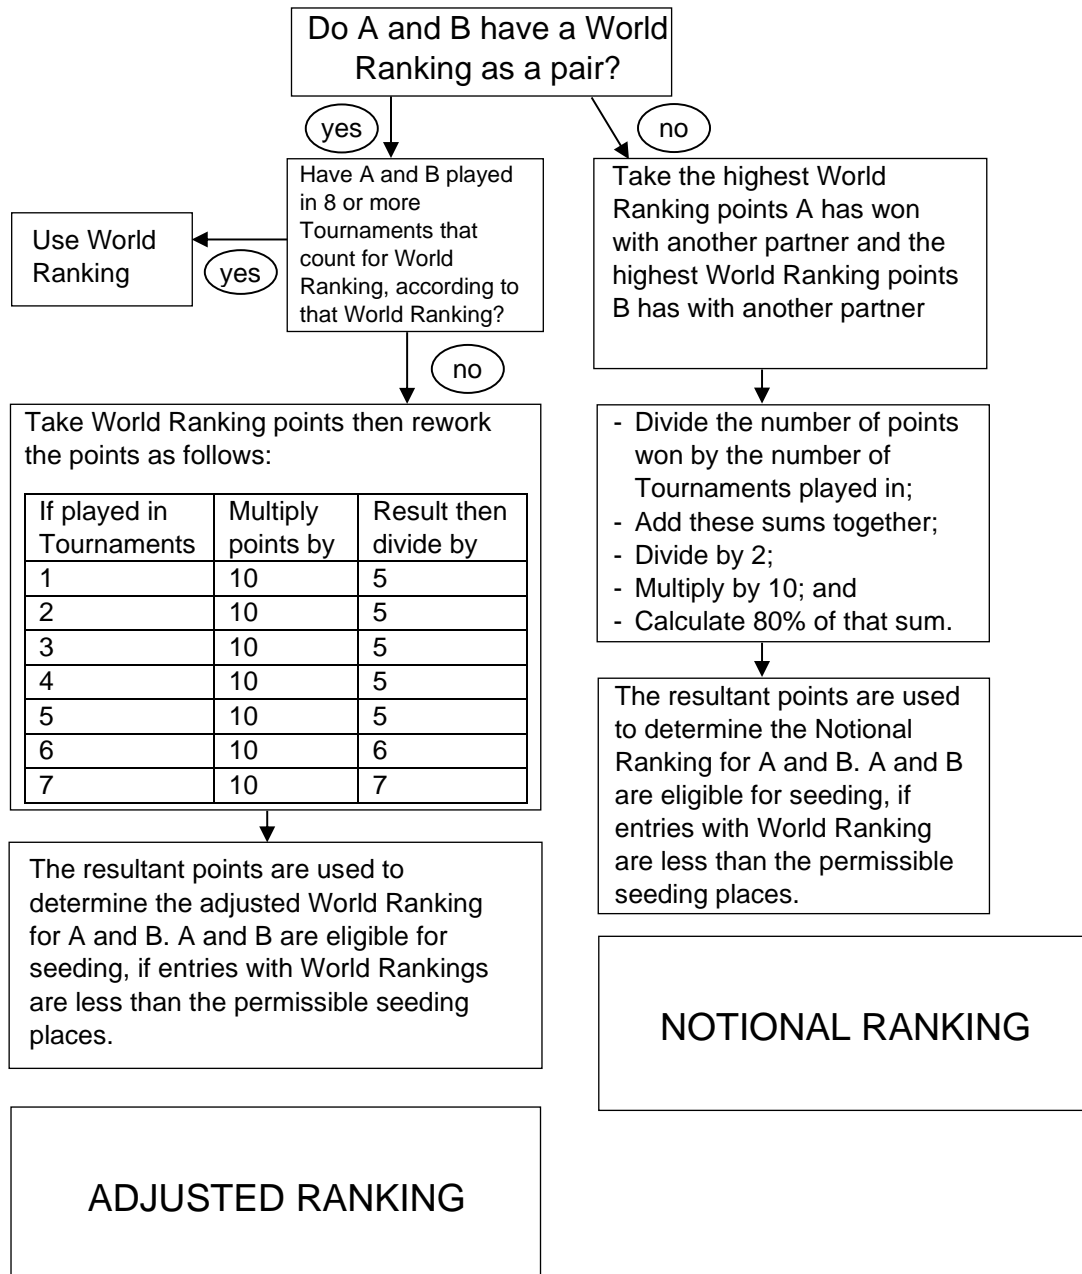 Do A and B have a World
Ranking as a pair?
yes
no
Have A and B played
in 8 or more
Tournaments that
count for World
Ranking, according to
that World Ranking?
yes
Use World
Ranking
no
Take World Ranking points then rework
the points as follows:
If played in
Tournaments
Multiply
points by
Result then
divide by
1 10 5
2 10 5
3 10 5
4 10 5
5 10 5
6 10 6
7 10 7
The resultant points are used to
determine the adjusted World Ranking
for A and B. A and B are eligible for
seeding, if entries with World Rankings
are less than the permissible seeding
places.
ADJUSTED RANKING
Take the highest World
Ranking points A has won
with another partner and the
highest World Ranking points
B has with another partner
- Divide the number of points
won by the number of
Tournaments played in;
- Add these sums together;
- Divide by 2;
- Multiply by 10; and
- Calculate 80% of that sum.
The resultant points are used
to determine the Notional
Ranking for A and B. A and B
are eligible for seeding, if
entries with World Ranking
are less than the permissible
seeding places.
NOTIONAL RANKING